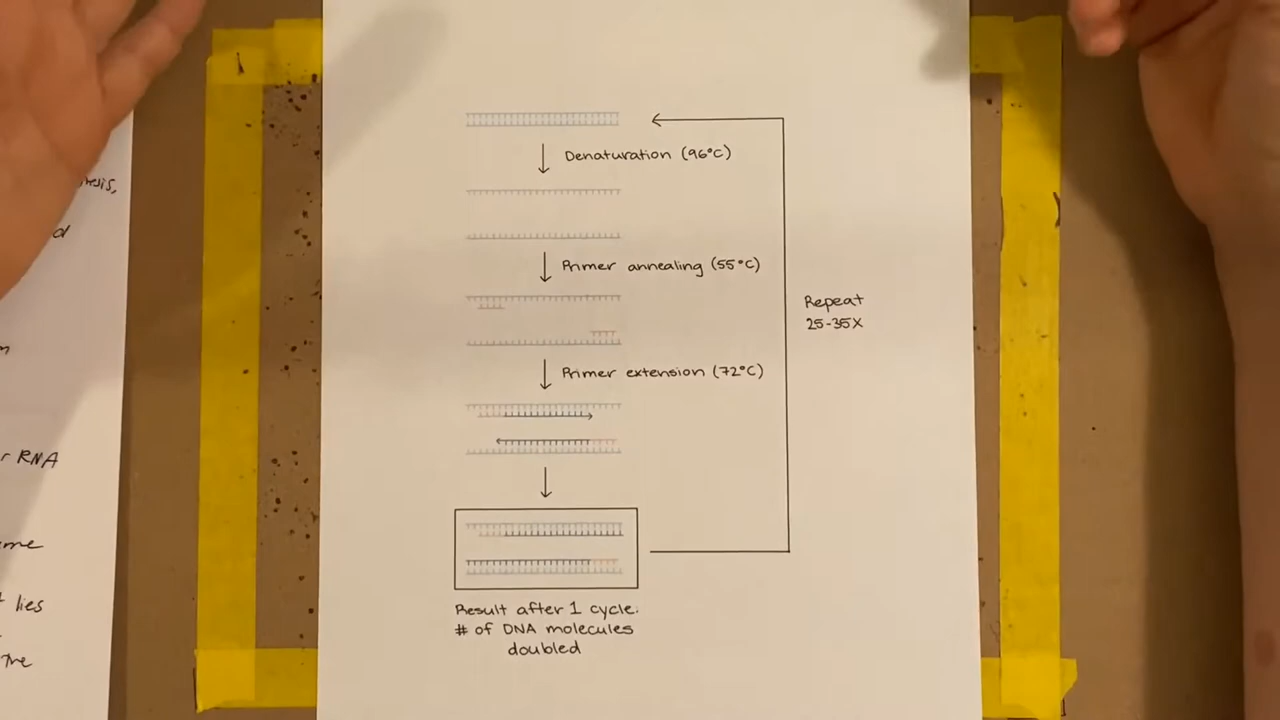 Denaturation (96°C)
Primer annealing (55°C)
Repeat
25-35X
Primer extension (72°C)
Result after 1 cycle:
# of DNA molecules
doubled
RNA
lies